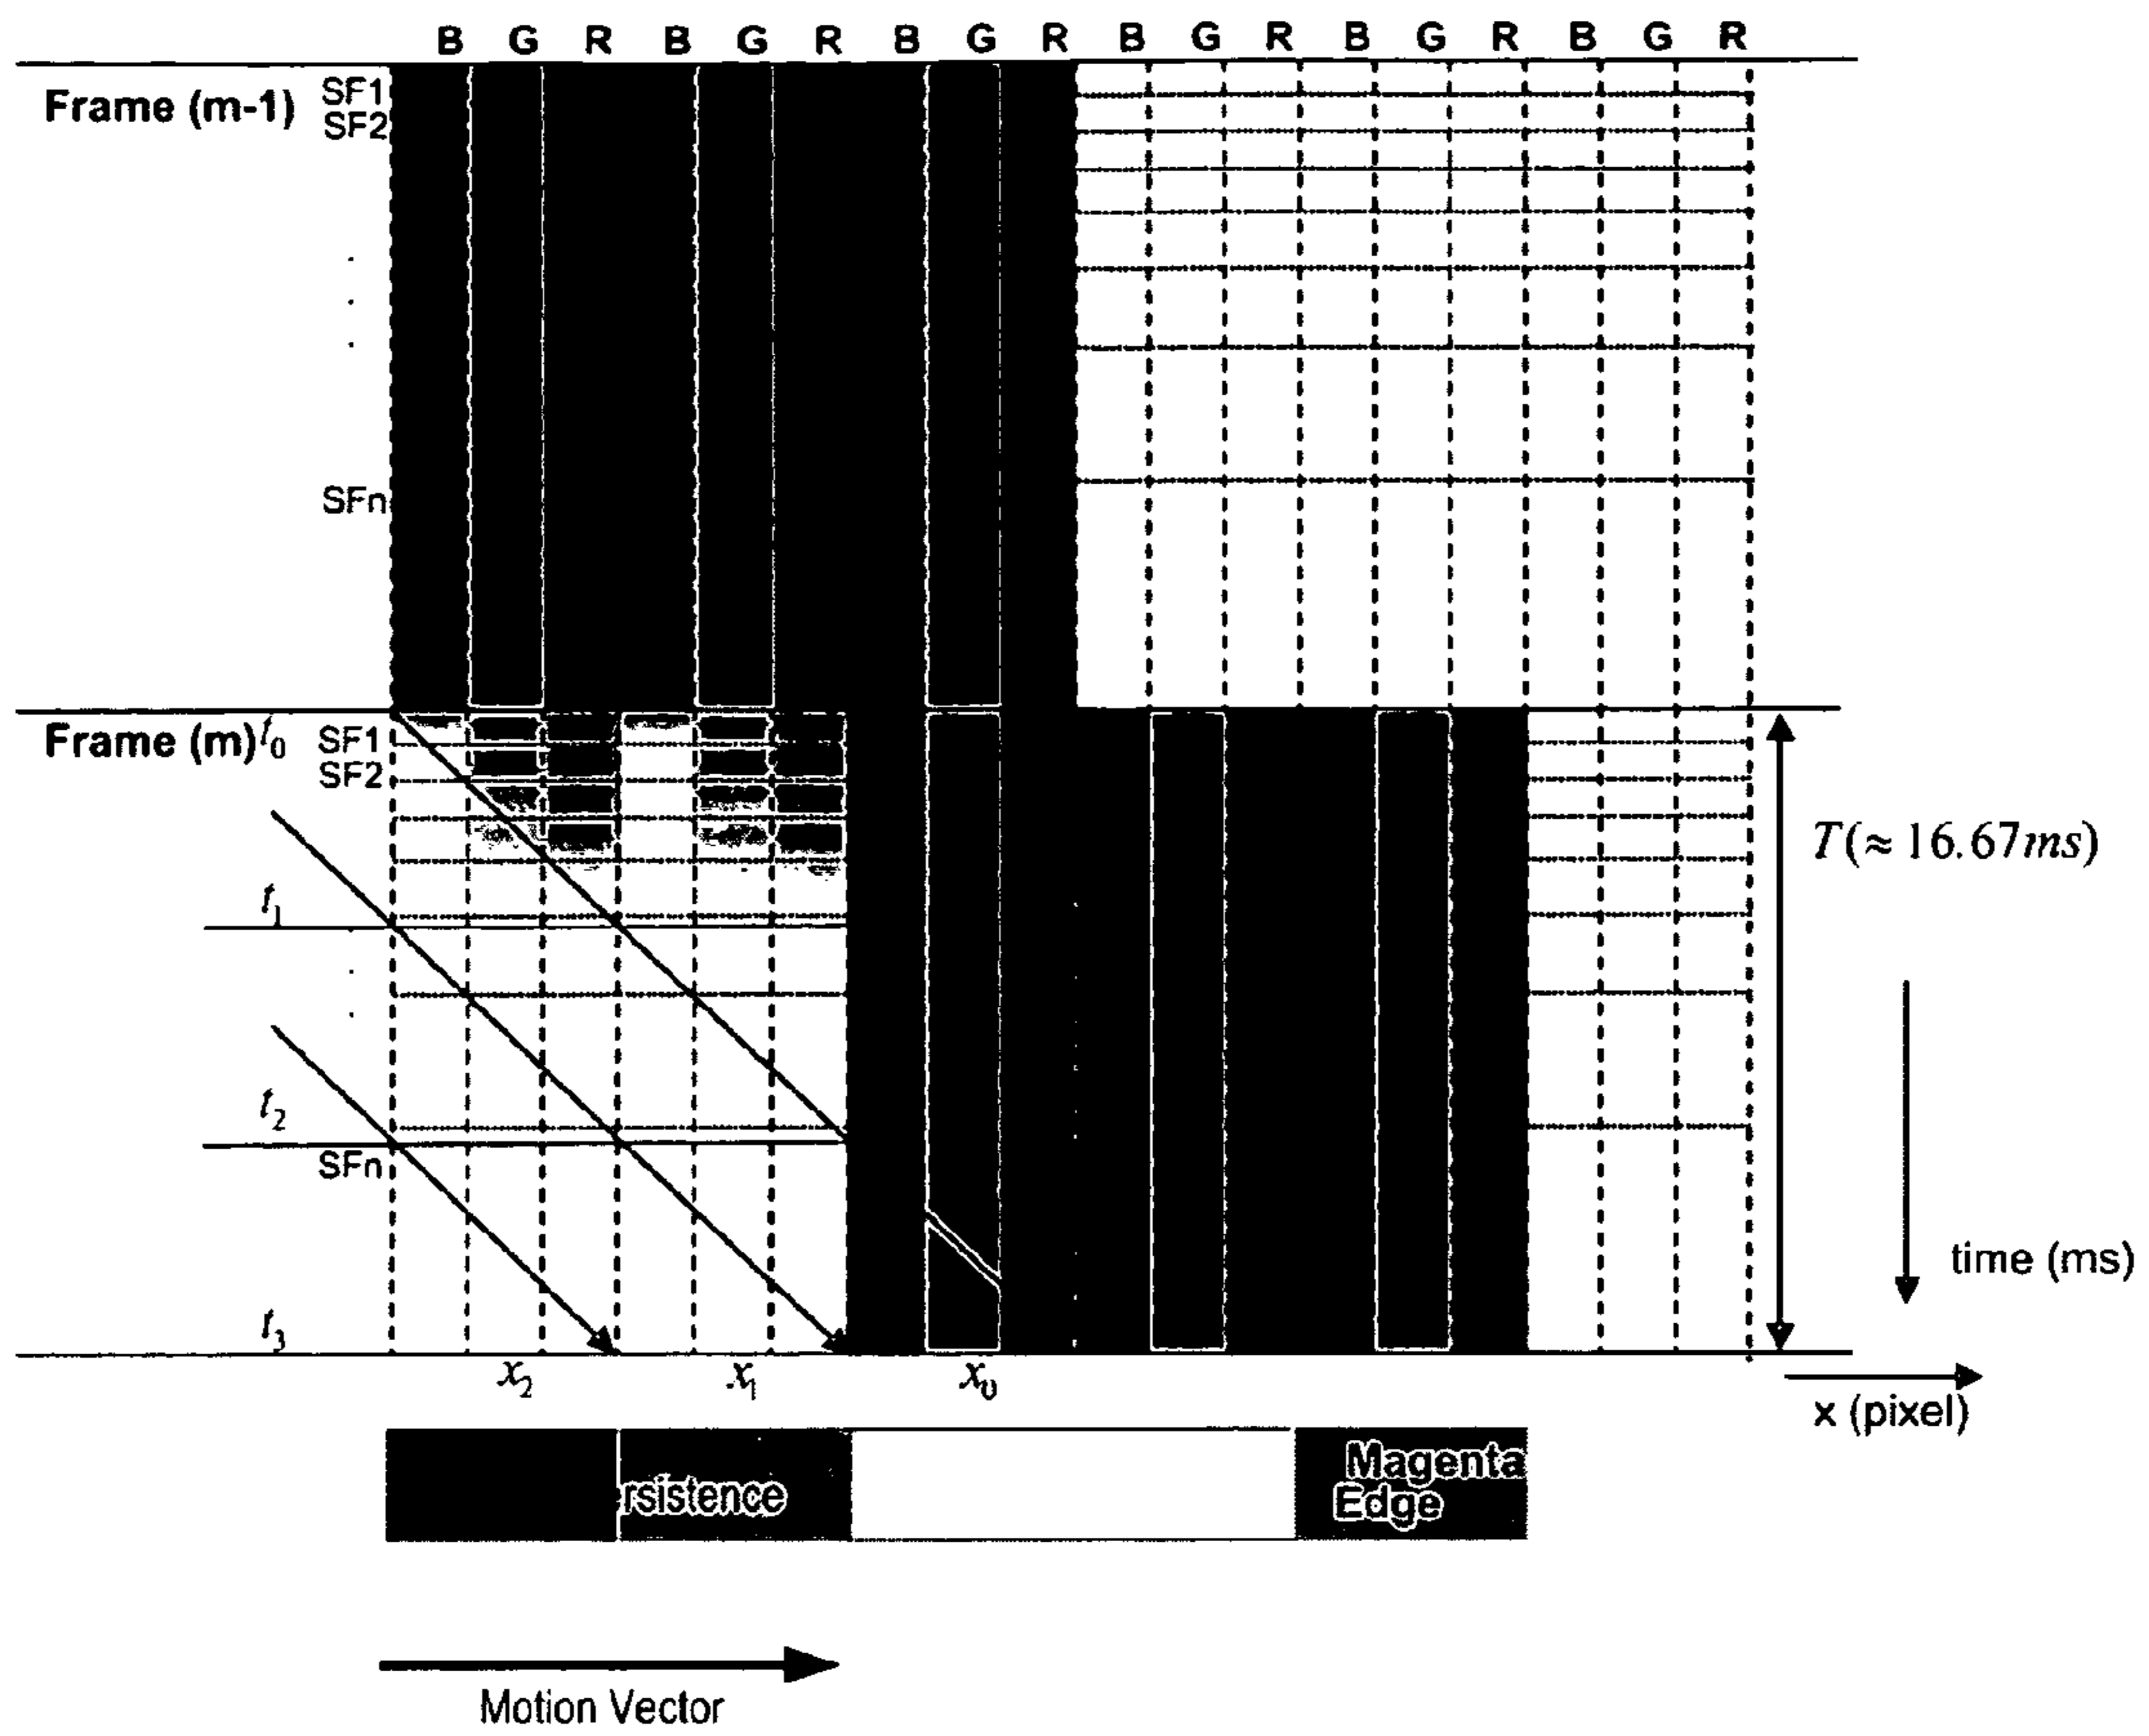 B G R B G R B G R B G R B G R B G R
Frame (m-1)
SF1
SF2
SFn
Frame (m)
t0
SF1
SF2
T(≈16.67ms)
t1
t2
SFn
time (ms)
t3
x2
x1
x0
x (pixel)
rsistence
Magenta
Edge
Motion Vector